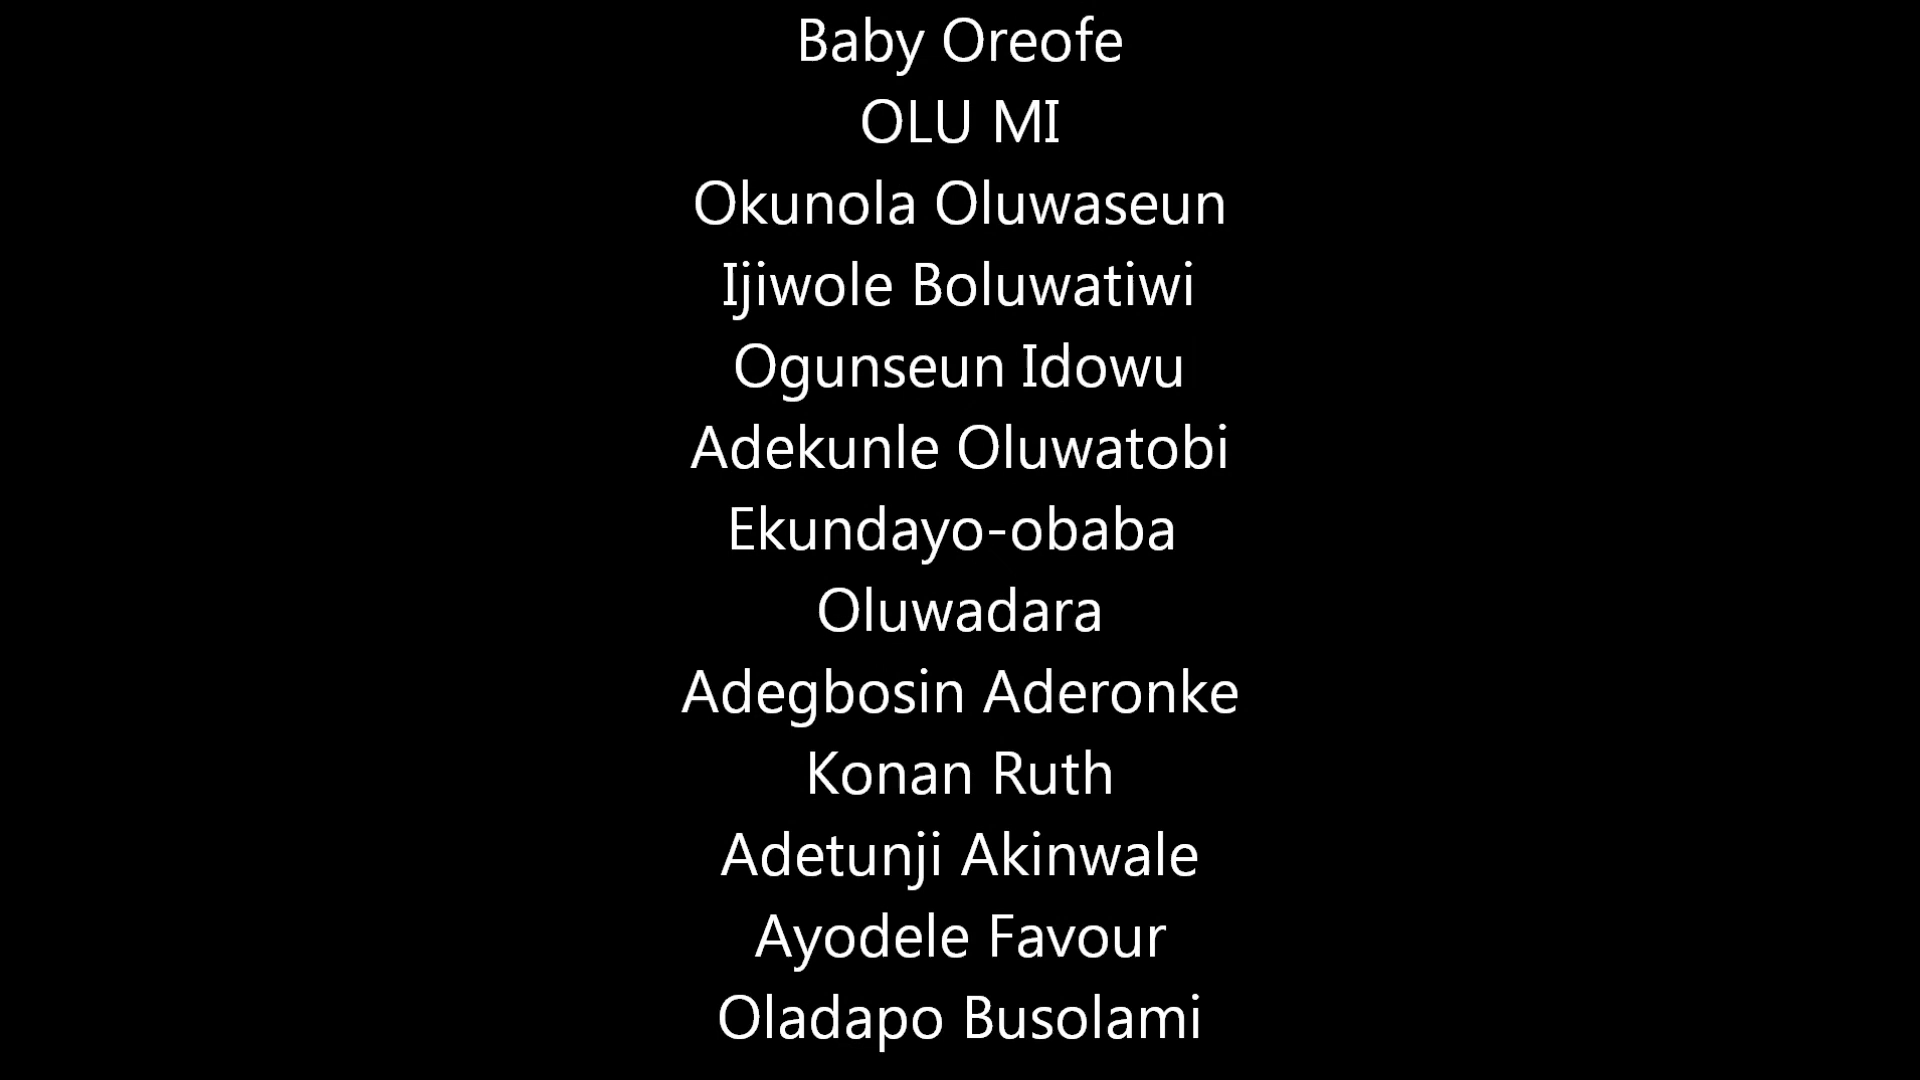 Baby Oreofe
OLU MI
Okunola Oluwaseun
Ijiwole Boluwatiwi
Ogunseun Idowu
Adekunle Oluwatobi
Ekundayo-obaba
Oluwadara
Adegbosin Aderonke
Konan Ruth
Adetunji Akinwale
Ayodele Favour
Oladapo Busolami